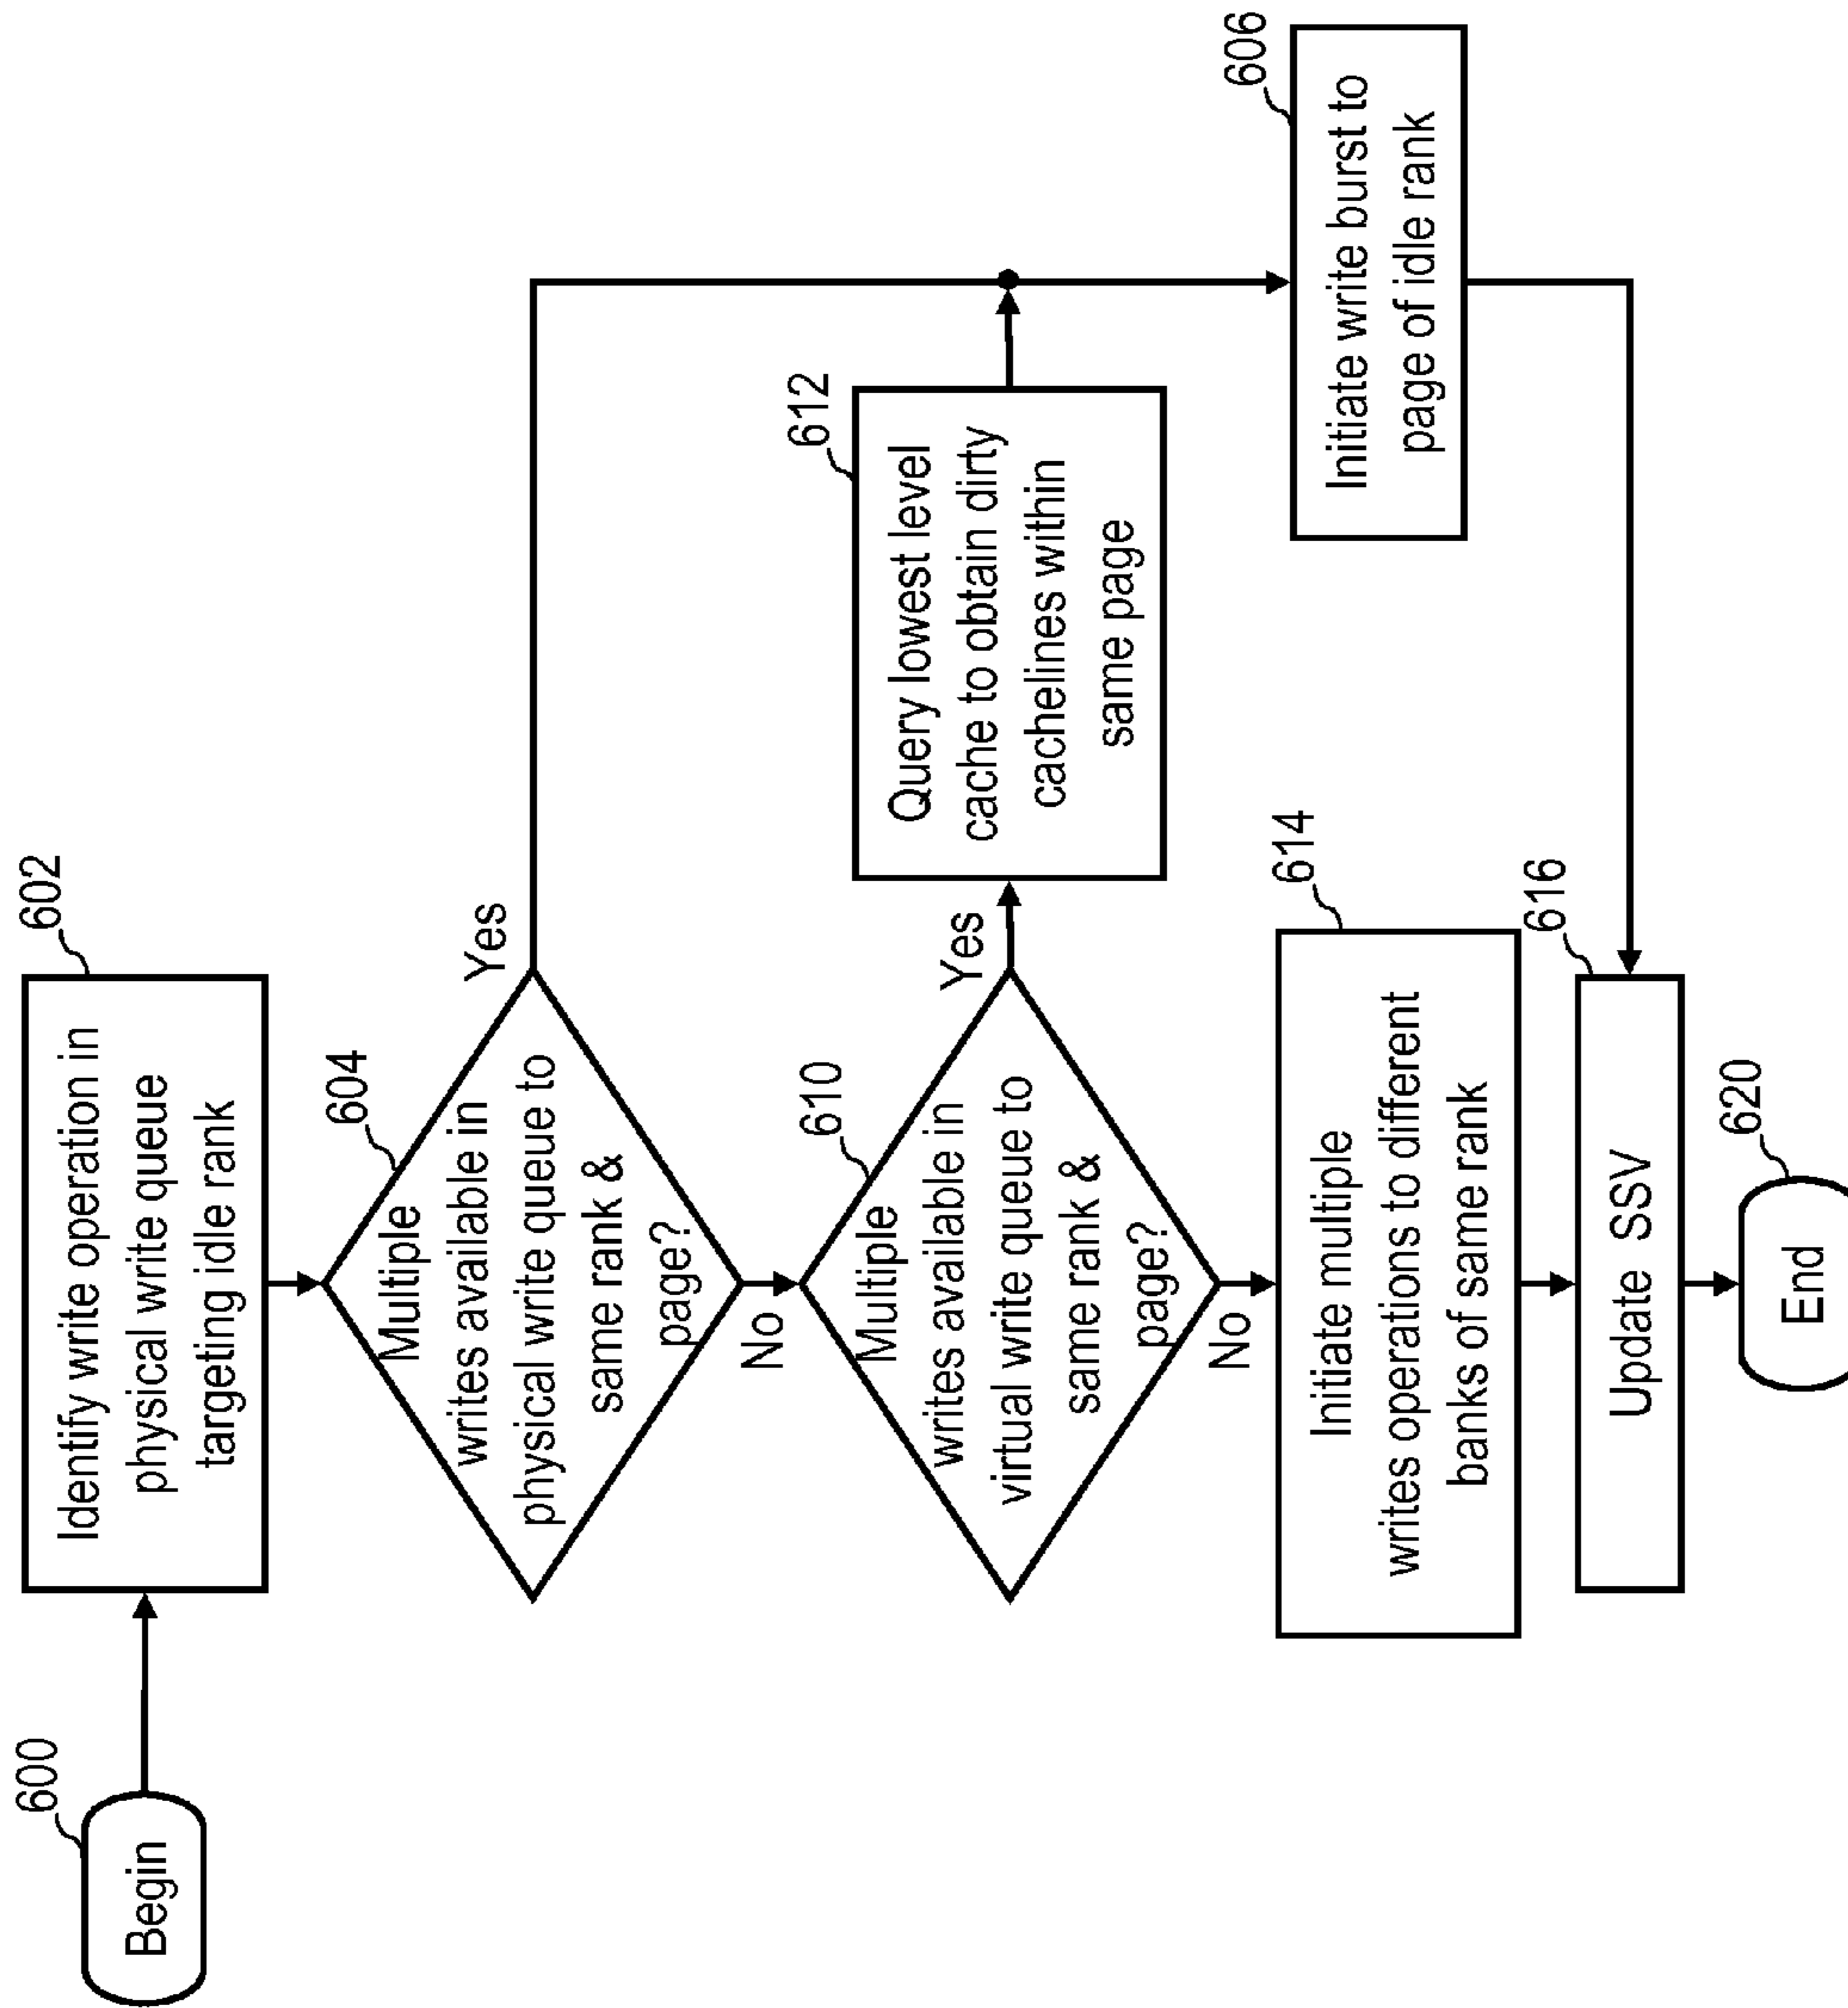 600
Begin
602
Identify write operation in
physical write queue
targeting idle rank
604
Multiple
writes available in
physical write queue to
same rank &
page?
Yes
No
610
Multiple
writes available in
virtual write queue to
same rank &
page?
Yes
No
612
Query lowest level
cache to obtain dirty
cachelines within
same page
606
Initiate write burst to
page of idle rank
614
Initiate multiple
writes operations to different
banks of same rank
616
Update SSV
620
End